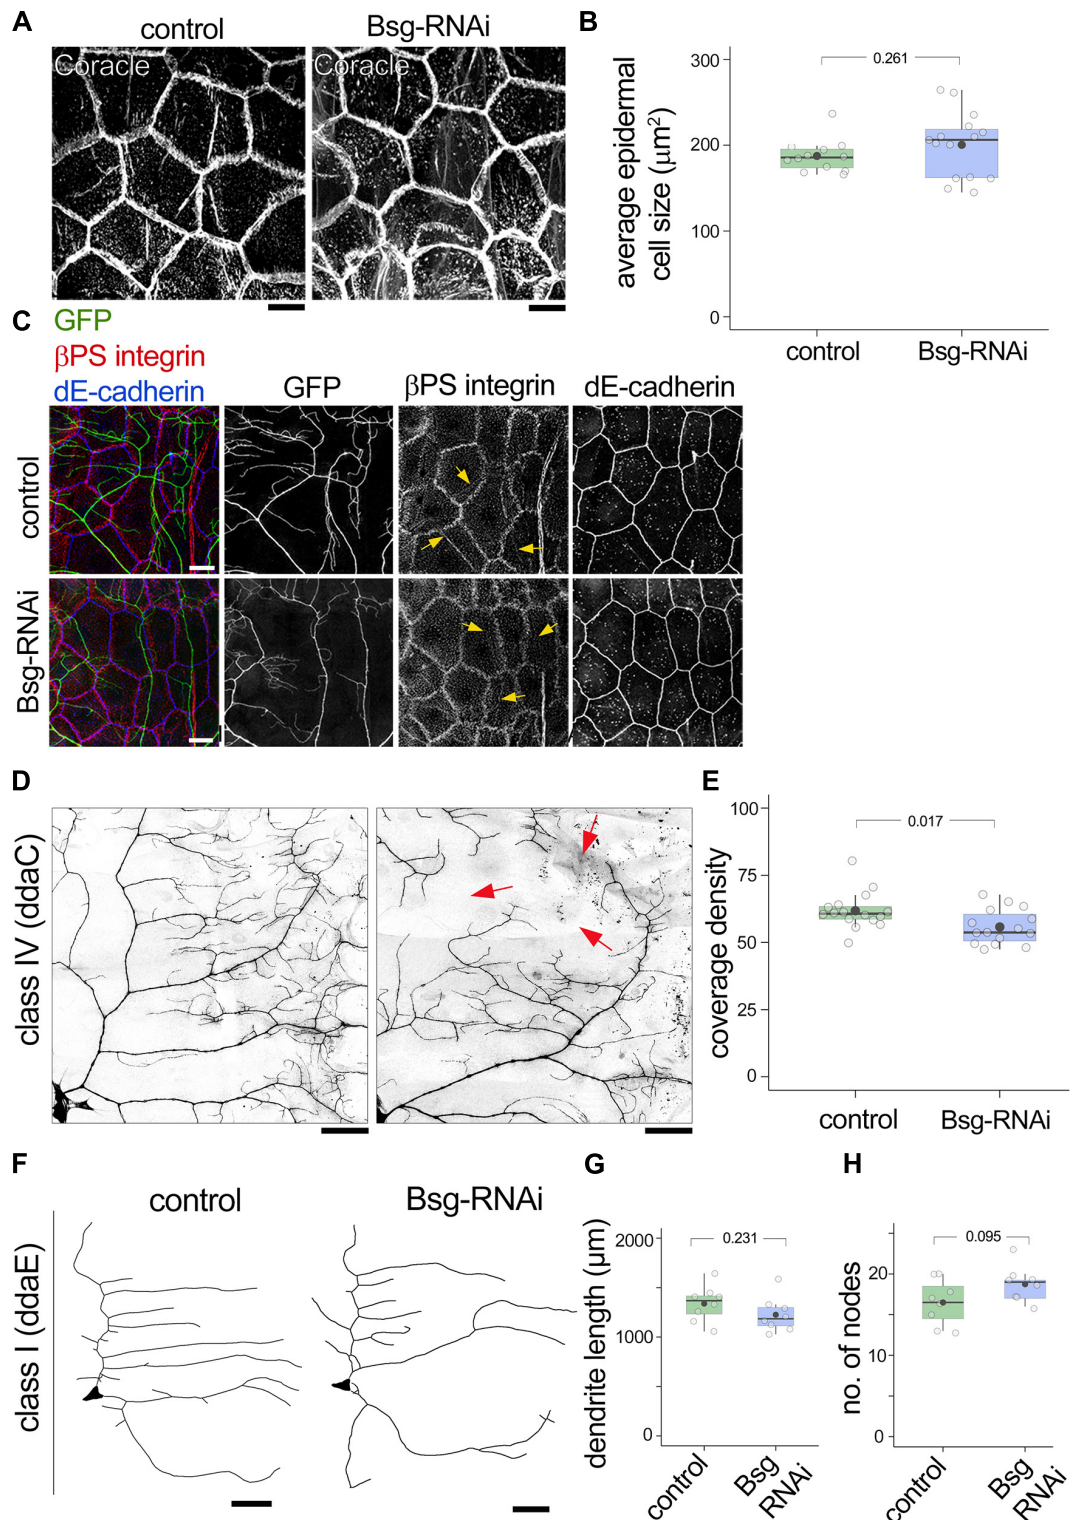 A
control
Bsg-RNAi
Coracle
Coracle
B
average epidermal
cell size (µm²)
300
200
100
0
0.261
control
Bsg-RNAi
C
GFP
βPS integrin
dE-cadherin
GFP
βPS integrin
dE-cadherin
control
Bsg-RNAi
D
class IV (ddaC)
E
coverage density
100
75
50
25
0
0.017
control
Bsg-RNAi
F
control
Bsg-RNAi
class I (ddaE)
G
dendrite length (µm)
2000
1000
0
0.231
control
Bsg
RNAi
H
no. of nodes
20
10
0
0.095
control
Bsg
RNAi